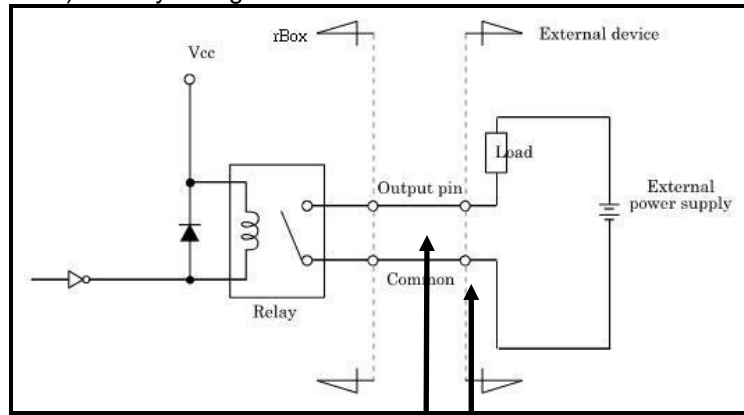 rBox
External device
Vcc
Load
Output pin
External
power supply
Common
Relay